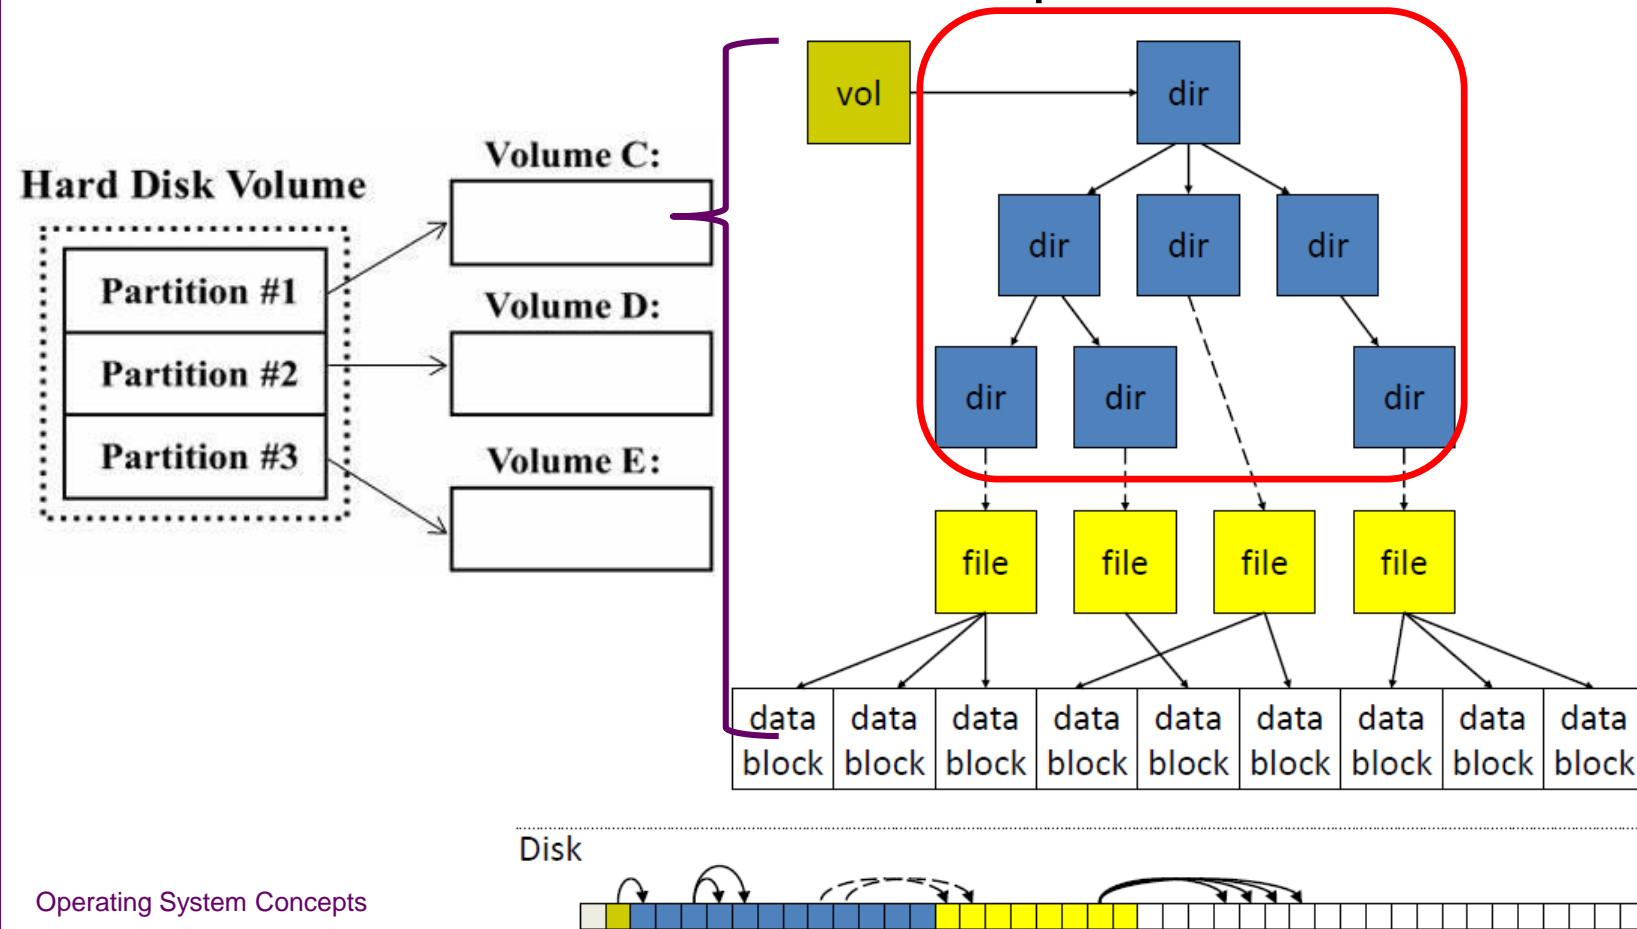 vol
dir
Volume C:
Hard Disk Volume
dir
dir
dir
Partition #1
Volume D:
Partition #2
dir
dir
dir
Partition #3
Volume E:
file
file
file
file
data block
data block
data block
data block
data block
data block
data block
data block
data block
Disk
Operating System Concepts